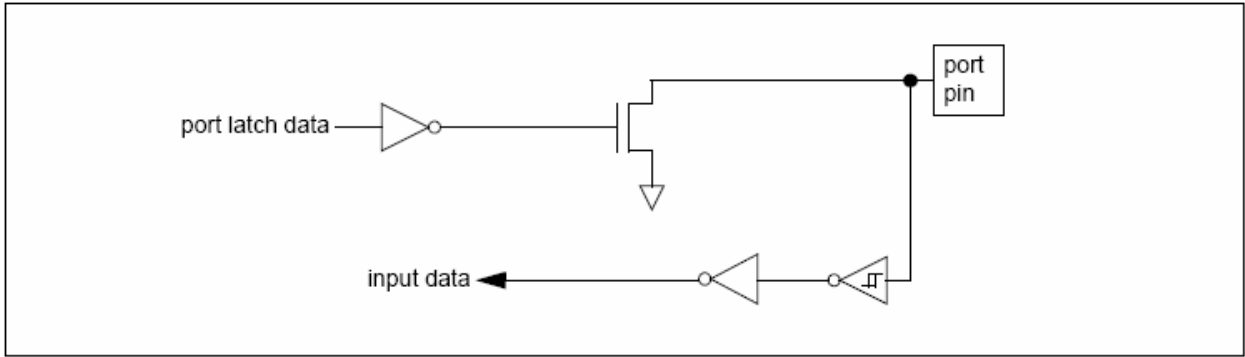 port
pin
port latch data
input data